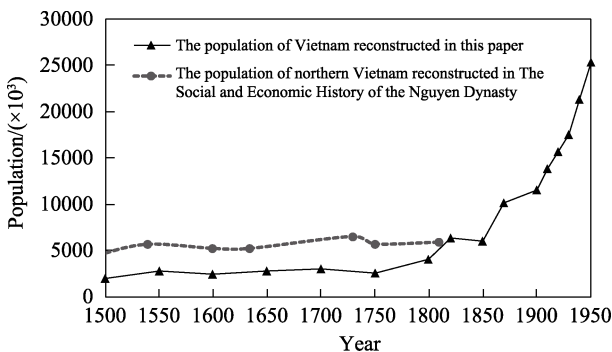 30000
25000
20000
15000
10000
5000
0
Population/(×10³)
The population of Vietnam reconstructed in this paper
The population of northern Vietnam reconstructed in The
Social and Economic History of the Nguyen Dynasty
1500 1550 1600 1650 1700 1750 1800 1850 1900 1950
Year